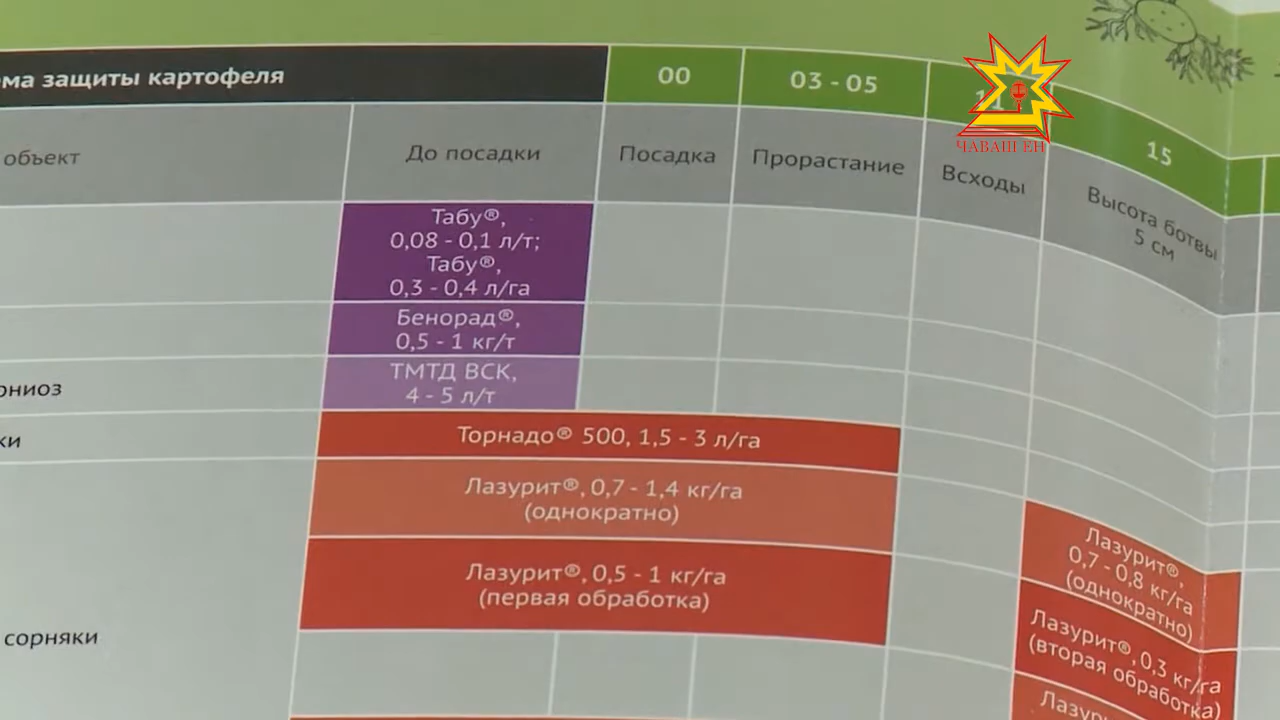 ма защиты картофеля
00
03 - 05
15
объект
До посадки
Посадка
Прорастание
Всходы
Высота ботвы
5 см
ЧАВАШ ЕН
Табу®,
0,08 - 0,1 л/т;
Табу®,
0,3 - 0,4 л/га
Бенорад®,
0,5 - 1 кг/т
ониоз
ТМТД ВСК,
4 - 5 л/т
ки
Торнадо® 500, 1,5 - 3 л/га
Лазурит®, 0,7 - 1,4 кг/га
(однократно)
Лазурит®,
0,7 - 0,8 кг/га
(однократно)
Лазурит®, 0,5 - 1 кг/га
(первая обработка)
Лазурит®, 0,3 кг/га
(вторая обработка)
сорняки
Лазур